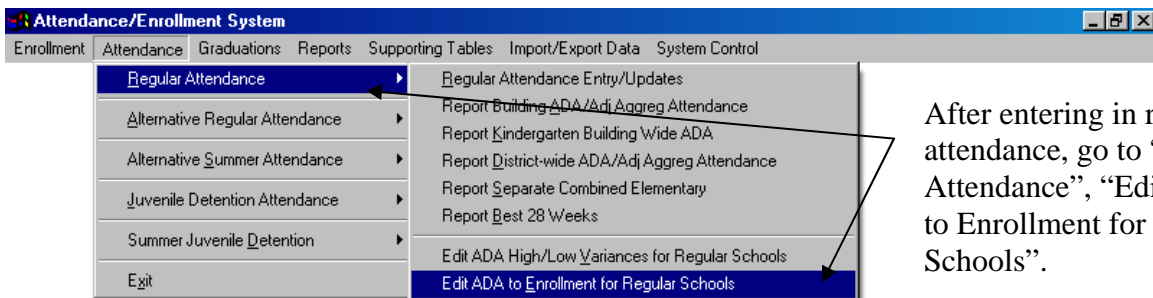 Attendance/Enrollment System
Enrollment Attendance Graduations Reports Supporting Tables Import/Export Data System Control
Regular Attendance
Alternative Regular Attendance
Alternative Summer Attendance
Juvenile Detention Attendance
Summer Juvenile Detention
Exit
Regular Attendance Entry/Updates
Report Building ADA/Adj Aggreg Attendance
Report Kindergarten Building Wide ADA
Report District-wide ADA/Adj Aggreg Attendance
Report Separate Combined Elementary
Report Best 28 Weeks
Edit ADA High/Low Variances for Regular Schools
Edit ADA to Enrollment for Regular Schools
After entering in
attendance, go to
Attendance”, “Edi
to Enrollment for
Schools”.